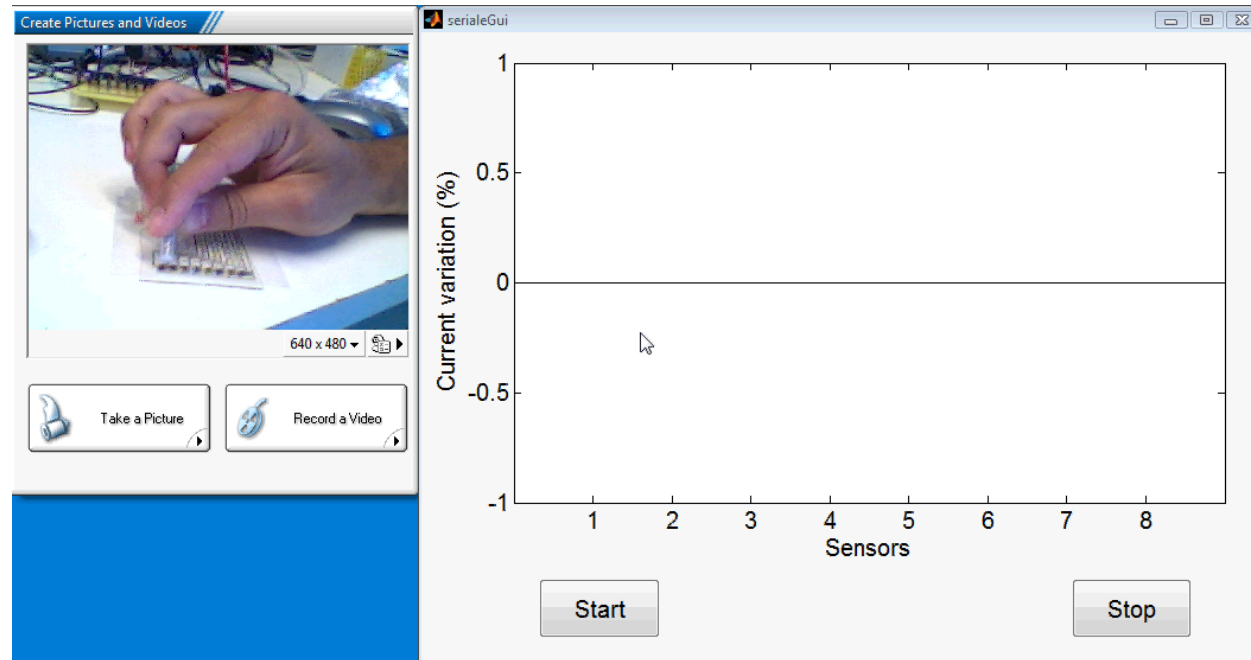 Create Pictures and Videos
640 x 480
Take a Picture
Record a Video
serialeGui
1
0.5
0
-0.5
-1
Current variation (%)
1 2 3 4 5 6 7 8
Sensors
Start
Stop